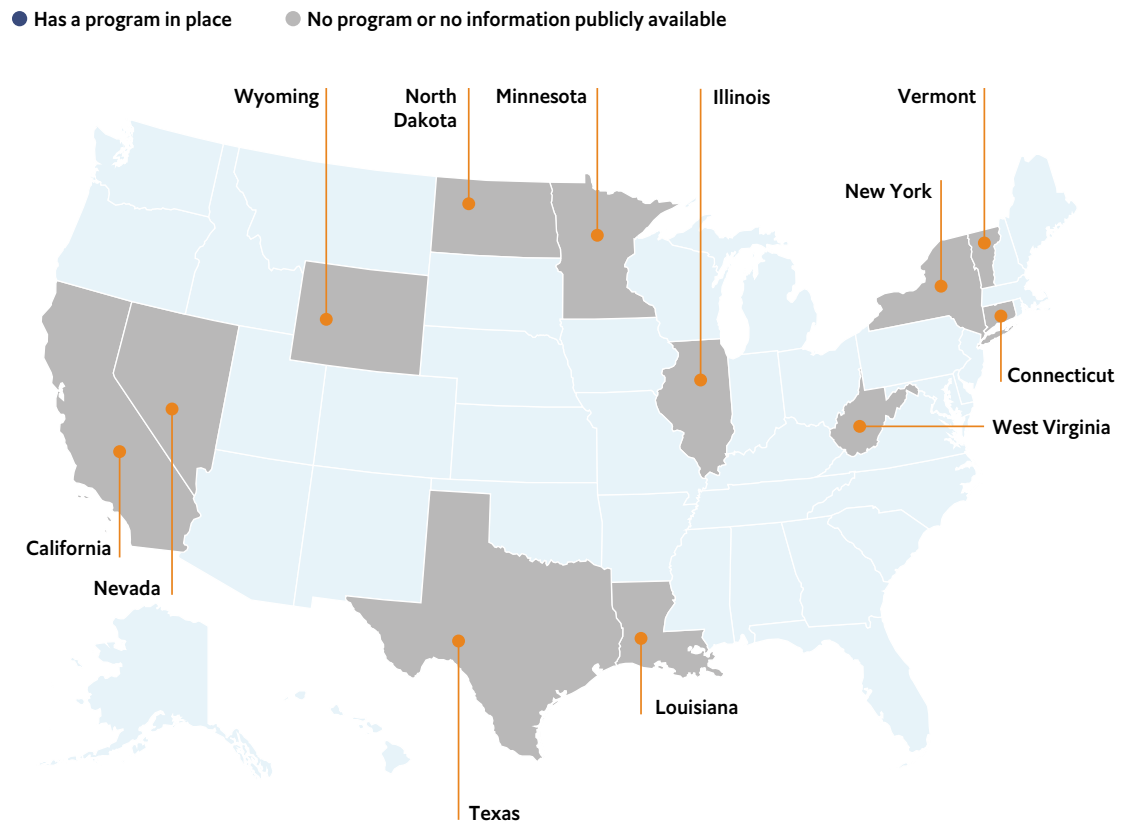 Has a program in place
No program or no information publicly available
Wyoming
North
Dakota
Minnesota
Illinois
Vermont
New York
Connecticut
West Virginia
California
Nevada
Louisiana
Texas